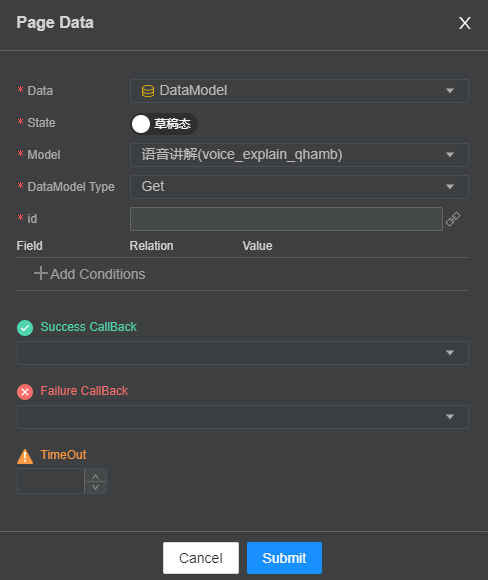 Page Data
X
* Data DataModel
* State 草稿态
* Model 语音讲解(voice_explain_qhamb)
* DataModel Type Get
* id
Field Relation Value
Add Conditions
Success CallBack
Failure CallBack
TimeOut
Cancel Submit